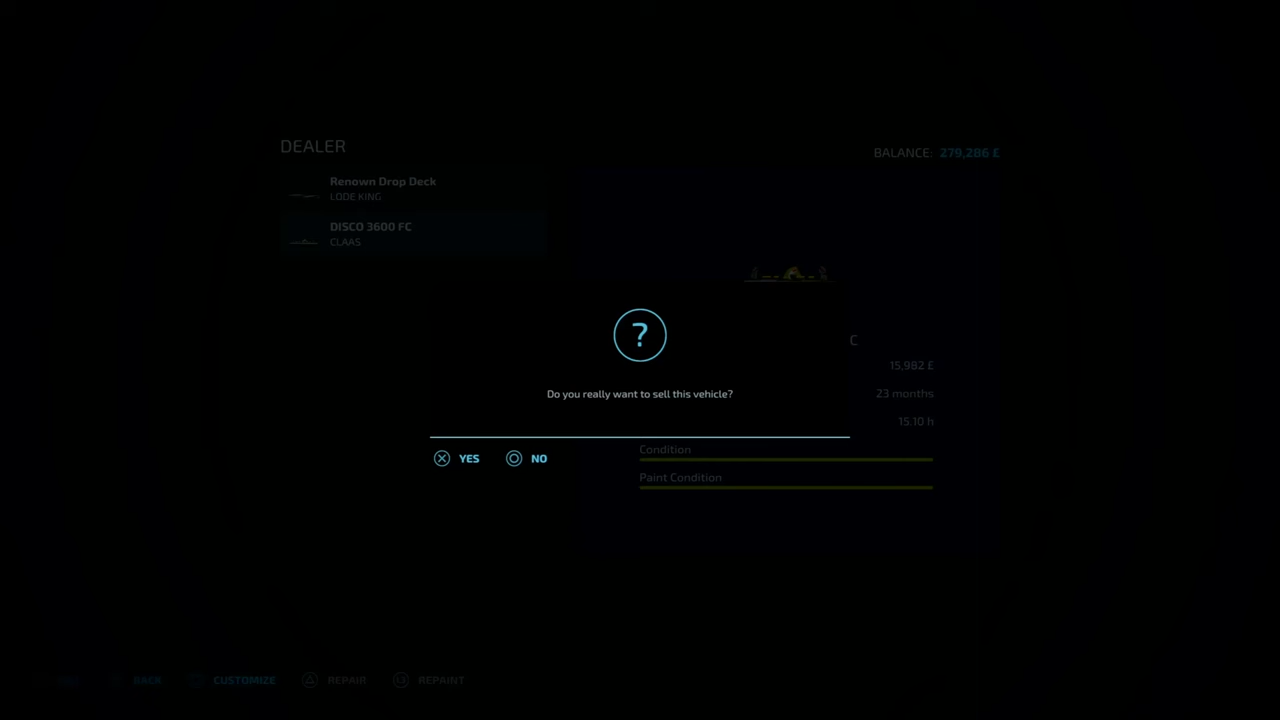 DEALER
BALANCE: 279,286 £
Renown Drop Deck
LODE KING
DISCO 3600 FC
CLAAS
?
C
15,982 £
Do you really want to sell this vehicle?
23 months
15.10 h
Condition
YES NO
Paint Condition
BACK CUSTOMIZE REPAIR REPAINT